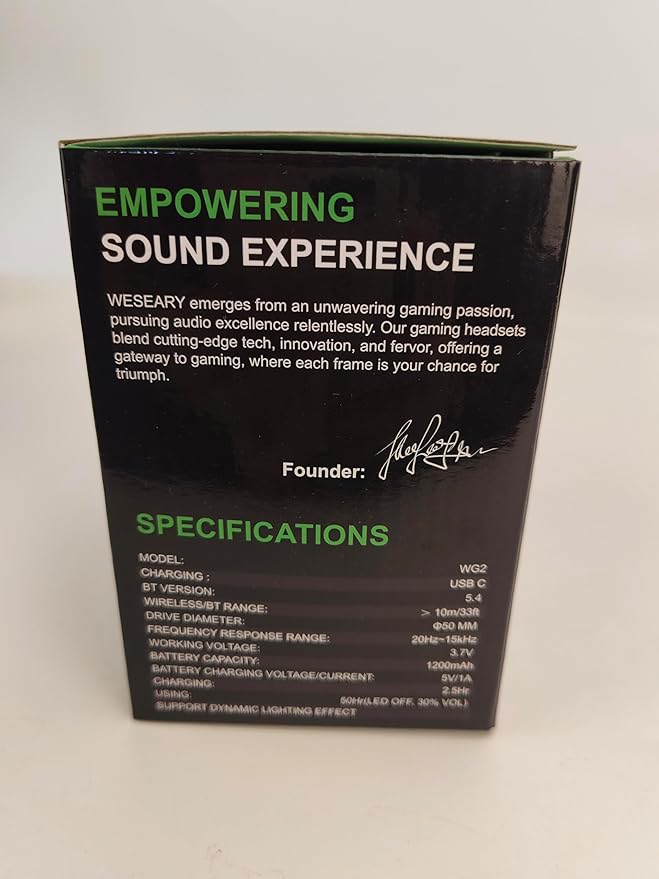 EMPOWERING
SOUND EXPERIENCE
WESEARY emerges from an unwavering gaming passion,
pursuing audio excellence relentlessly. Our gaming headsets
blend cutting-edge tech, innovation, and fervor, offering a
gateway to gaming, where each frame is your chance for
triumph.
Founder:
SPECIFICATIONS
MODEL: WG2
CHARGING : USB C
BT VERSION: 5.4
WIRELESS/BT RANGE: > 10m/33ft
DRIVE DIAMETER: Φ50 MM
FREQUENCY RESPONSE RANGE: 20Hz~15kHz
WORKING VOLTAGE: 3.7V
BATTERY CAPACITY: 1200mAh
BATTERY CHARGING VOLTAGE/CURRENT: 5V/1A
CHARGING: 2.5Hr
USING: 50Hr(LED OFF. 30% VOL)
SUPPORT DYNAMIC LIGHTING EFFECT